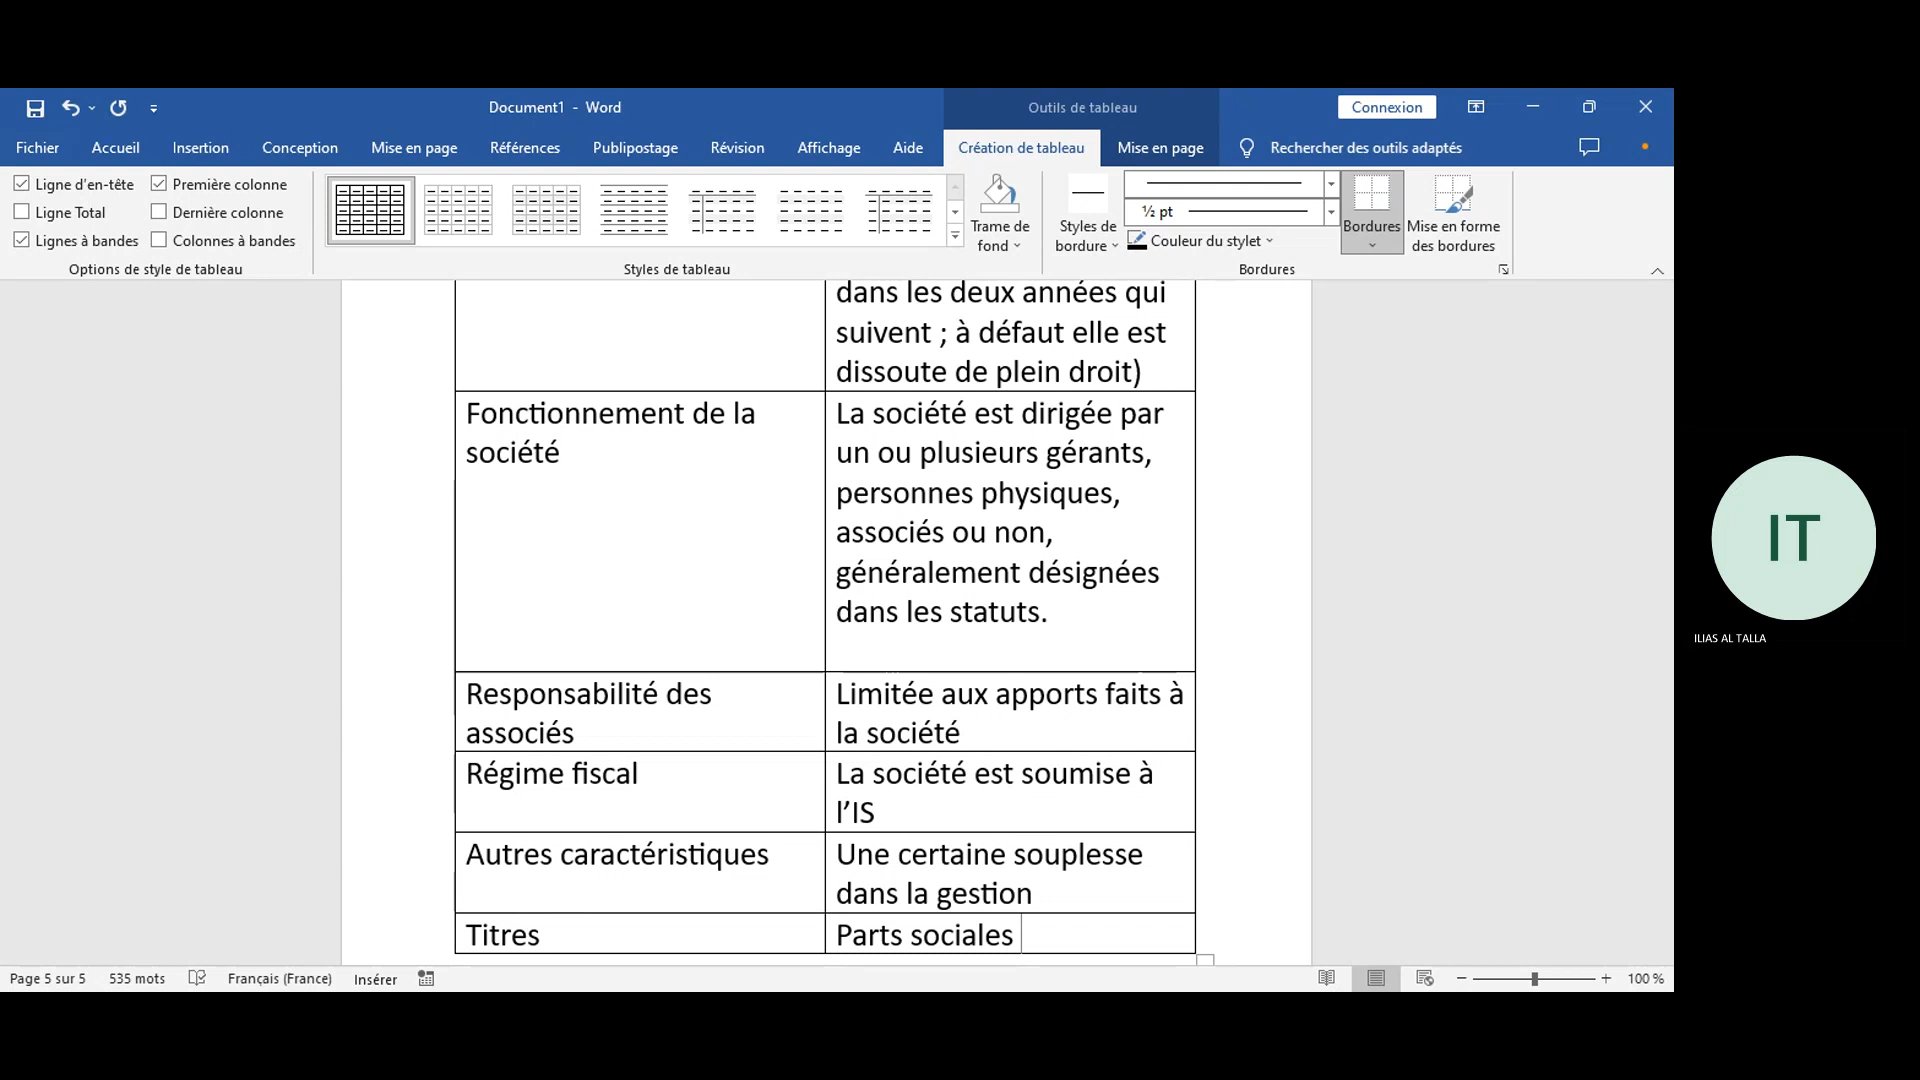 Document1 - Word
Outils de tableau
Connexion
Fichier
Accueil
Insertion
Conception
Mise en page
Références
Publipostage
Révision
Affichage
Aide
Création de tableau
Mise en page
Rechercher des outils adaptés
Ligne d'en-tête
Première colonne
Ligne Total
Dernière colonne
Lignes à bandes
Colonnes à bandes
Options de style de tableau
Styles de tableau
Trame de
fond
Styles de
bordure
½ pt
Couleur du stylet
Bordures
Mise en forme
des bordures
Bordures
dans les deux années qui
suivent ; à défaut elle est
dissoute de plein droit)
Fonctionnement de la
société
La société est dirigée par
un ou plusieurs gérants,
personnes physiques,
associés ou non,
généralement désignées
dans les statuts.
Responsabilité des
associés
Limitée aux apports faits à
la société
Régime fiscal
La société est soumise à
l’IS
Autres caractéristiques
Une certaine souplesse
dans la gestion
Titres
Parts sociales
IT
ILIAS AL TALLA
Page 5 sur 5
535 mots
Français (France)
Insérer
100 %